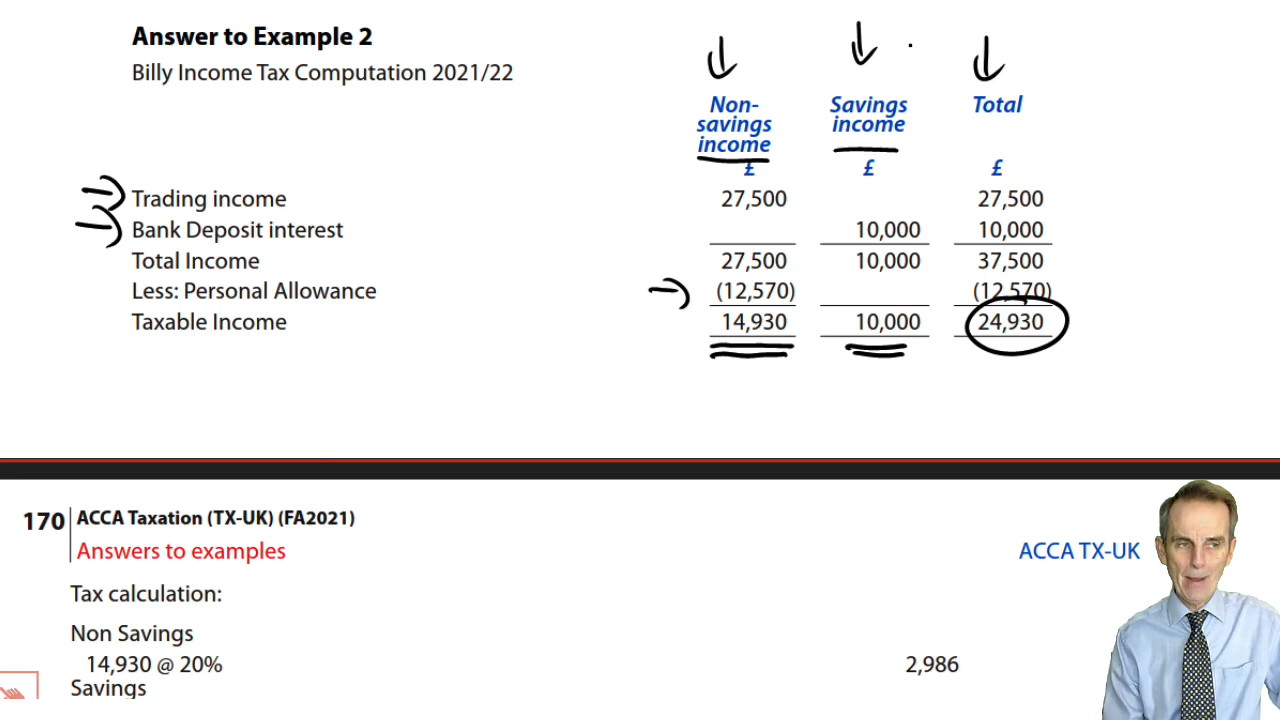 Answer to Example 2
Billy Income Tax Computation 2021/22
Non-savings income Savings income Total
£ £ £
Trading income 27,500 27,500
Bank Deposit interest 10,000 10,000
Total Income 27,500 10,000 37,500
Less: Personal Allowance (12,570) (12,570)
Taxable Income 14,930 10,000 24,930
170 ACCA Taxation (TX-UK) (FA2021)
Answers to examples ACCA TX-UK
Tax calculation:
Non Savings
14,930 @ 20% 2,986
Savings